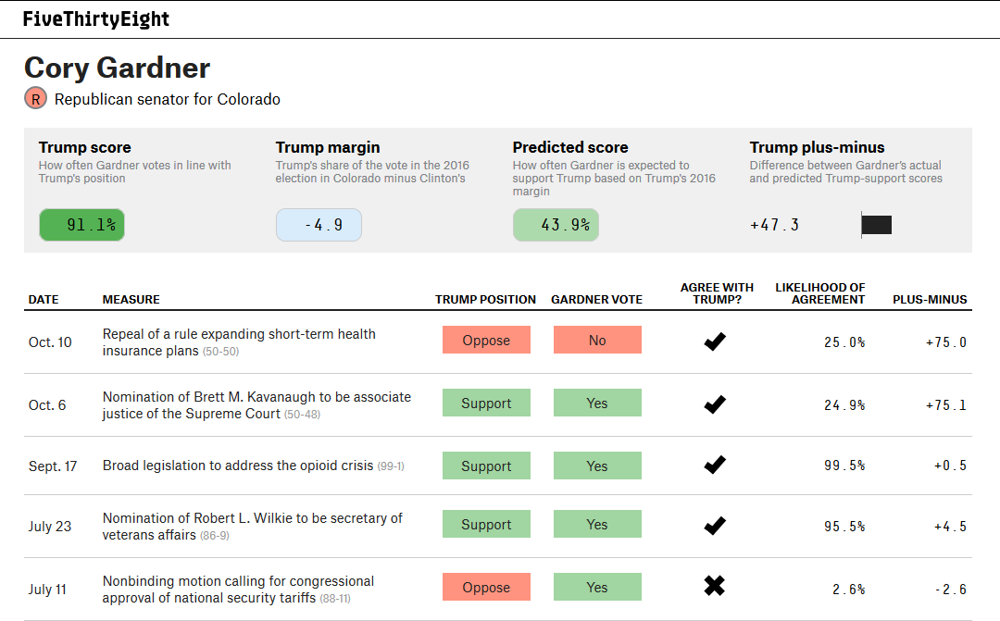 FiveThirtyEight
Cory Gardner
R Republican senator for Colorado
Trump score
How often Gardner votes in line with
Trump's position
91.1%
Trump margin
Trump's share of the vote in the 2016
election in Colorado minus Clinton's
-4.9
Predicted score
How often Gardner is expected to
support Trump based on Trump's 2016
margin
43.9%
Trump plus-minus
Difference between Gardner's actual
and predicted Trump-support scores
+47.3
DATE MEASURE TRUMP POSITION GARDNER VOTE AGREE WITH TRUMP? LIKELIHOOD OF AGREEMENT PLUS-MINUS
Oct. 10 Repeal of a rule expanding short-term health
insurance plans (50-50) Oppose No 25.0% +75.0
Oct. 6 Nomination of Brett M. Kavanaugh to be associate
justice of the Supreme Court (50-48) Support Yes 24.9% +75.1
Sept. 17 Broad legislation to address the opioid crisis (99-1) Support Yes 99.5% +0.5
July 23 Nomination of Robert L. Wilkie to be secretary of
veterans affairs (86-9) Support Yes 95.5% +4.5
July 11 Nonbinding motion calling for congressional
approval of national security tariffs (88-11) Oppose Yes 2.6% -2.6